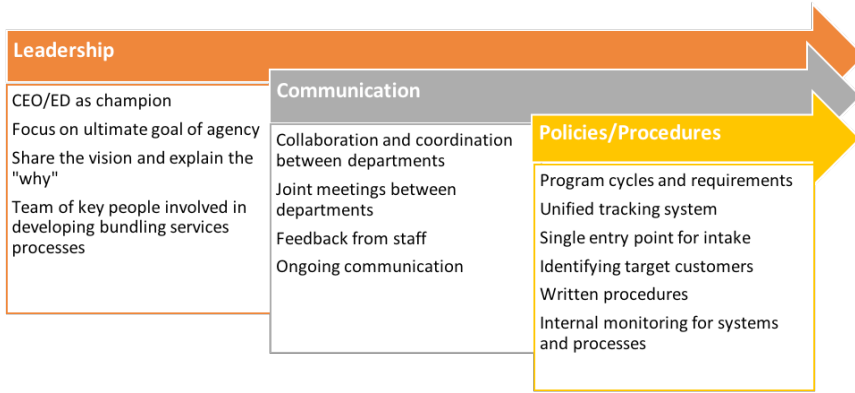 Leadership
CEO/ED as champion
Focus on ultimate goal of agency
Share the vision and explain the
"why"
Team of key people involved in
developing bundling services
processes
Communication
Collaboration and coordination
between departments
Joint meetings between
departments
Feedback from staff
Ongoing communication
Policies/Procedures
Program cycles and requirements
Unified tracking system
Single entry point for intake
Identifying target customers
Written procedures
Internal monitoring for systems
and processes